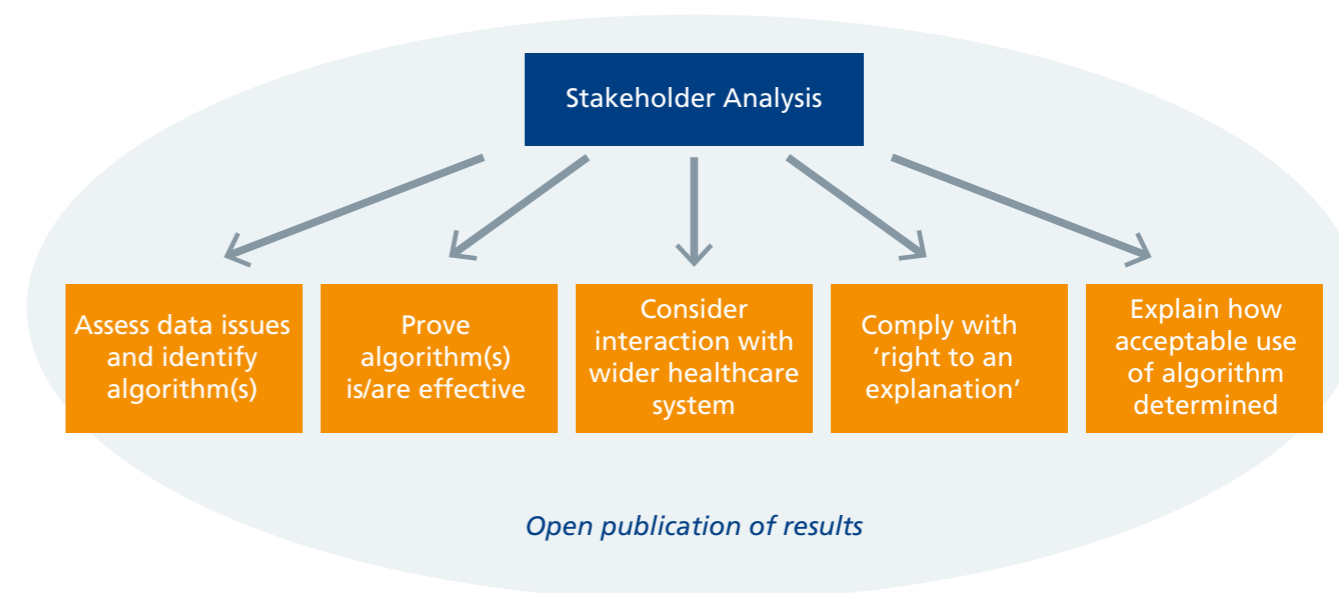 Stakeholder Analysis
Assess data issues
and identify
algorithm(s)
Prove
algorithm(s)
is/are effective
Consider
interaction with
wider healthcare
system
Comply with
‘right to an
explanation’
Explain how
acceptable use
of algorithm
determined
Open publication of results